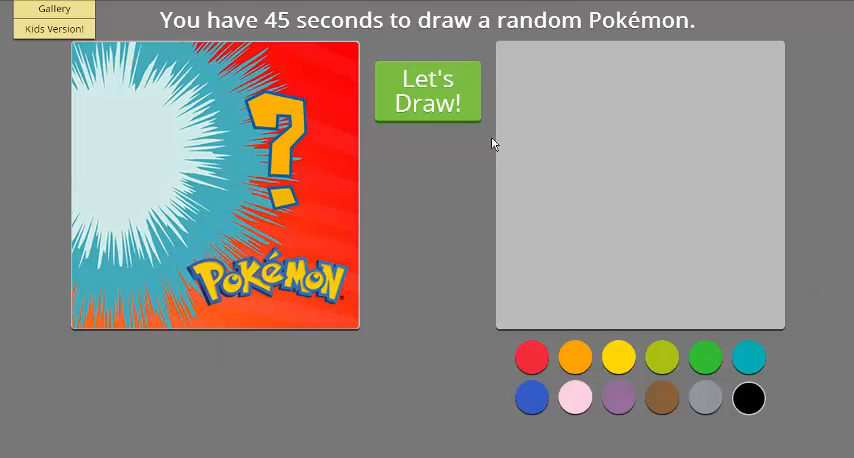 Gallery
Kids Version!
You have 45 seconds to draw a random Pokémon.
Let's
Draw!
?
POKéMON